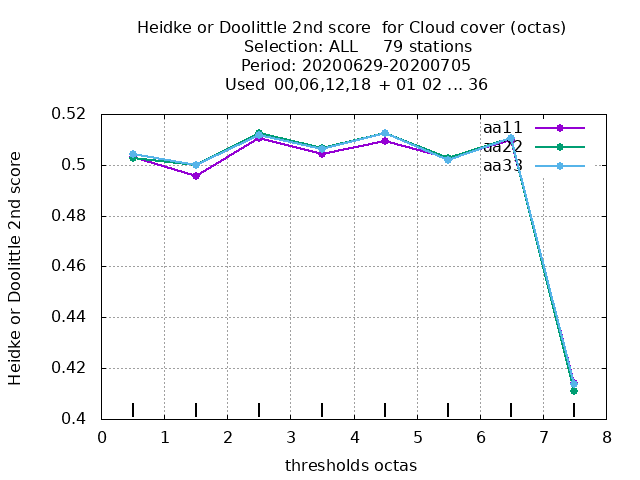 Heidke or Doolittle 2nd score  for Cloud cover (octas)
Selection: ALL     79 stations
Period: 20200629-20200705
Used  00,06,12,18  + 01 02 ... 36
Heidke or Doolittle 2nd score
0.52
0.5
0.48
0.46
0.44
0.42
0.4
aa11
aa22
aa33
0 1 2 3 4 5 6 7 8
thresholds octas